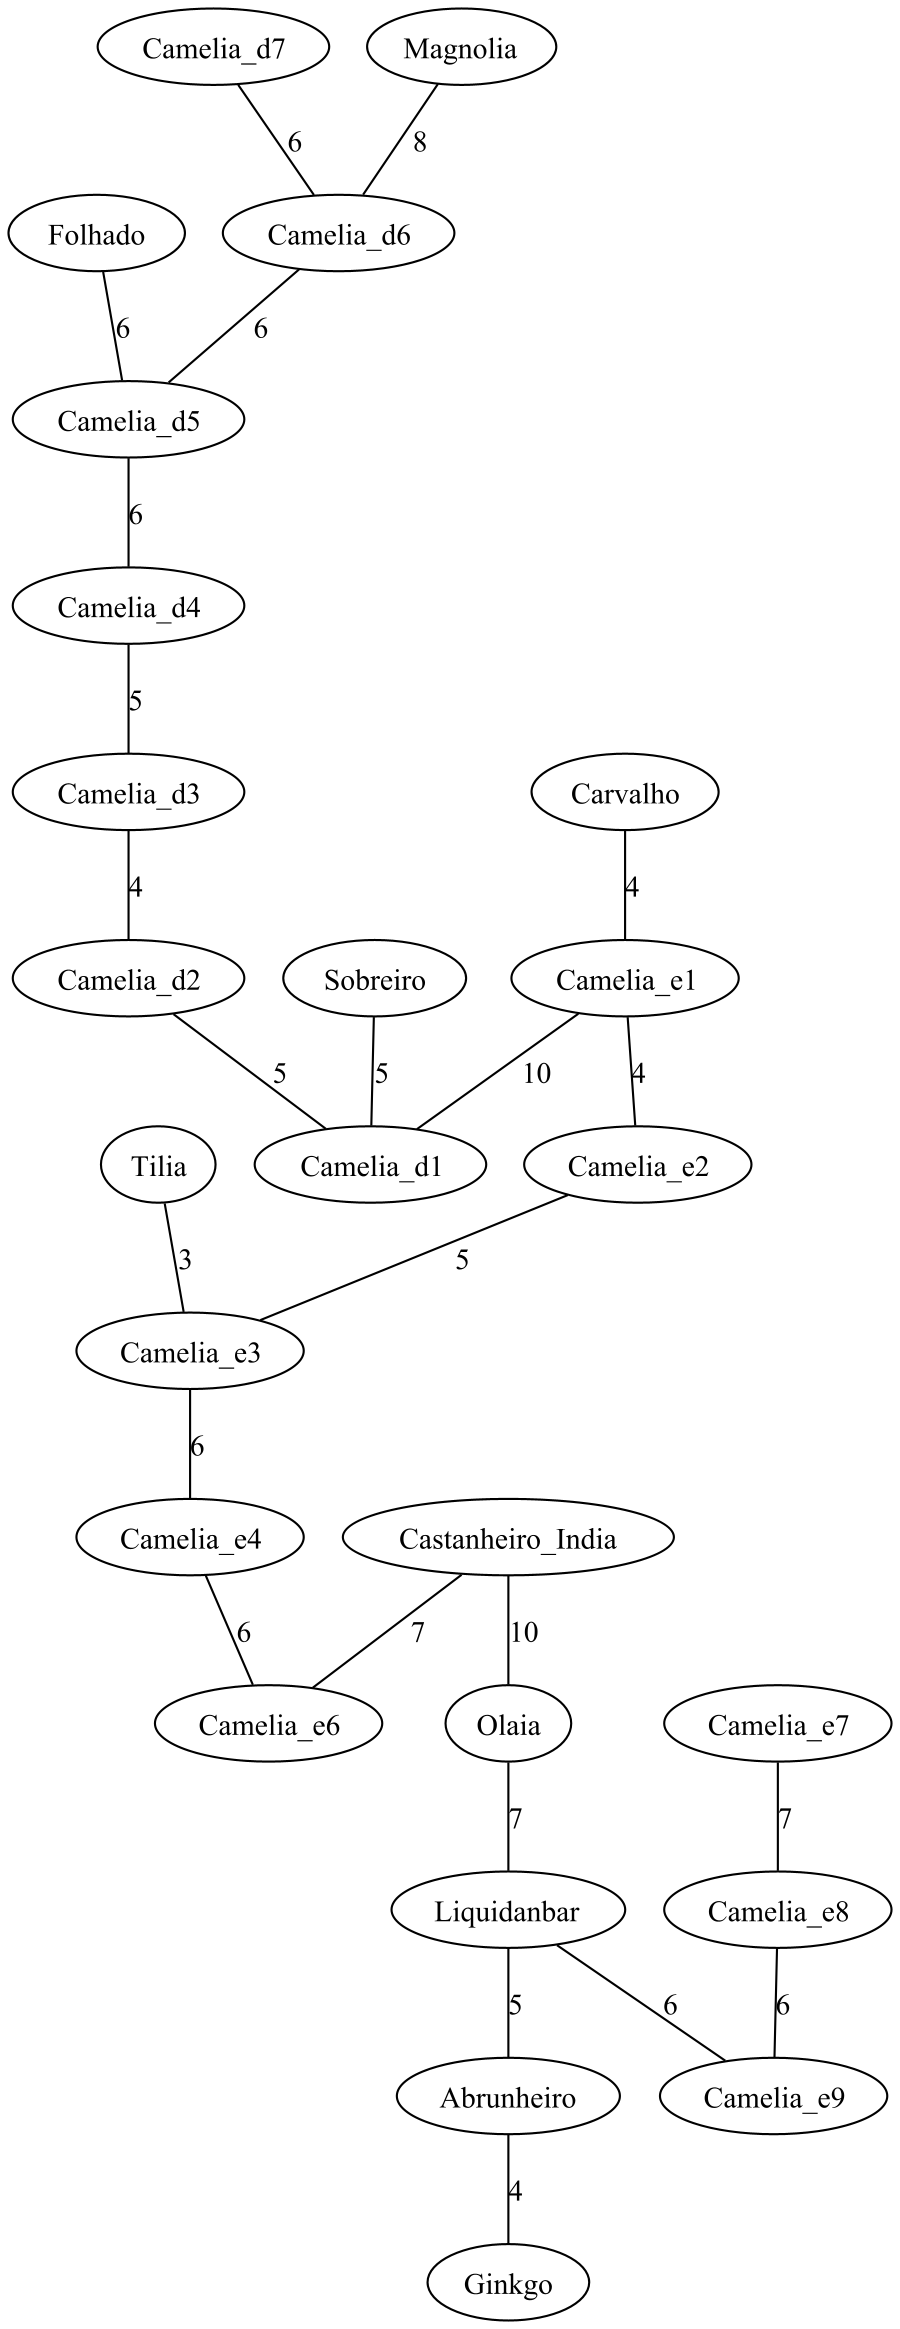 Camelia_d7
Magnolia
6
8
Folhado
Camelia_d6
6
6
Camelia_d5
6
Camelia_d4
5
Camelia_d3
Carvalho
4
4
Camelia_d2
Sobreiro
Camelia_e1
5
5
10
4
Tilia
Camelia_d1
Camelia_e2
3
5
Camelia_e3
6
Camelia_e4
Castanheiro_India
6
7
10
Camelia_e6
Olaia
Camelia_e7
7
7
Liquidanbar
Camelia_e8
5
6
6
Abrunheiro
Camelia_e9
4
Ginkgo